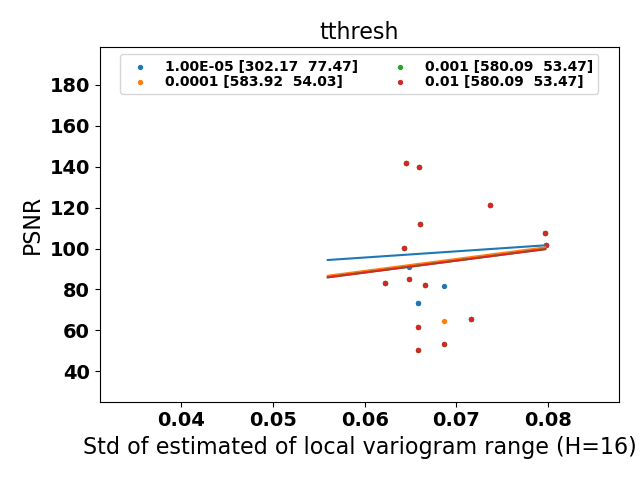 tthresh
1.00E-05 [302.17  77.47]
0.0001 [583.92  54.03]
0.001 [580.09  53.47]
0.01 [580.09  53.47]
PSNR
180
160
140
120
100
80
60
40
0.04 0.05 0.06 0.07 0.08
Std of estimated of local variogram range (H=16)